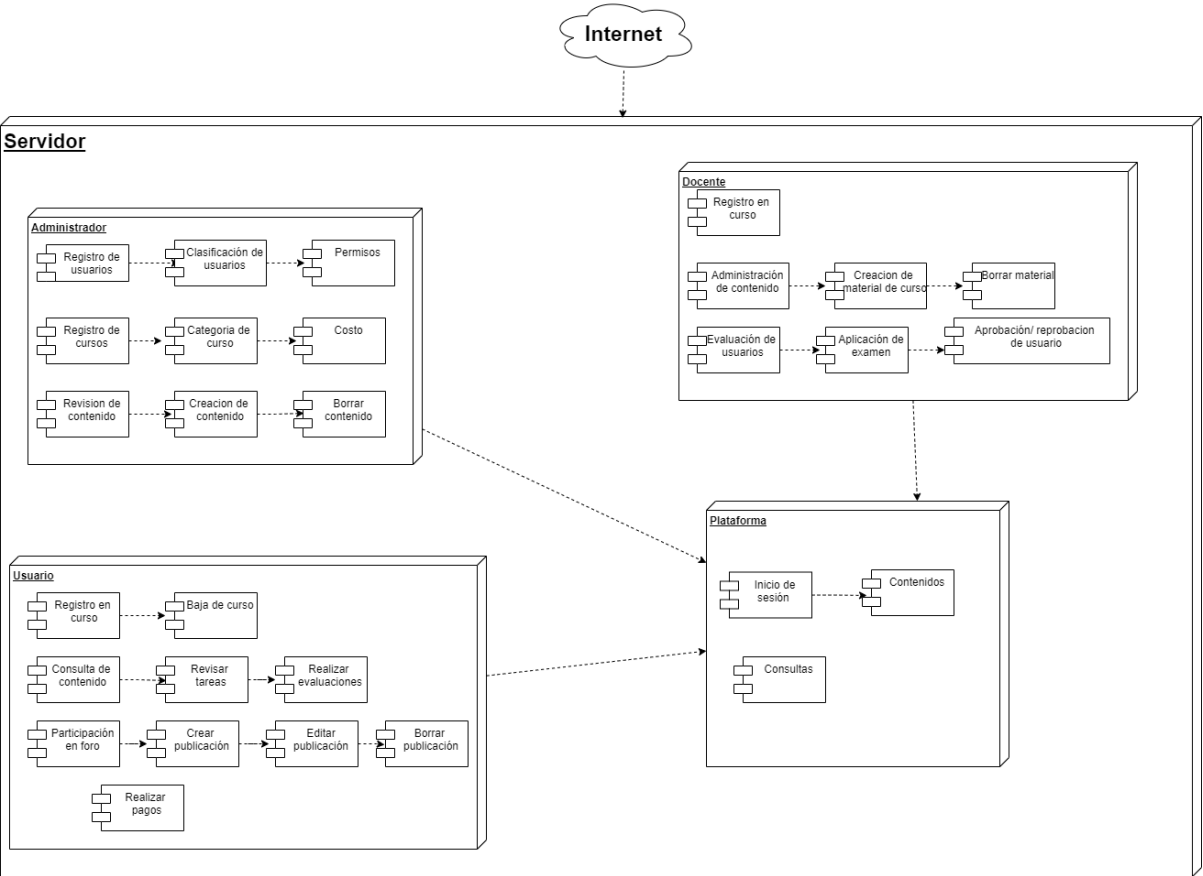 Internet
Servidor
Administrador
Registro de
usuarios
Clasificación de
usuarios
Permisos
Registro de
cursos
Categoria de
curso
Costo
Revision de
contenido
Creacion de
contenido
Borrar
contenido
Docente
Registro en
curso
Administración
de contenido
Creacion de
material de curso
Borrar material
Evaluación de
usuarios
Aplicación de
examen
Aprobación/ reprobacion
de usuario
Usuario
Registro en
curso
Baja de curso
Consulta de
contenido
Revisar
tareas
Realizar
evaluaciones
Participación
en foro
Crear
publicación
Editar
publicación
Borrar
publicación
Realizar
pagos
Plataforma
Inicio de
sesión
Contenidos
Consultas